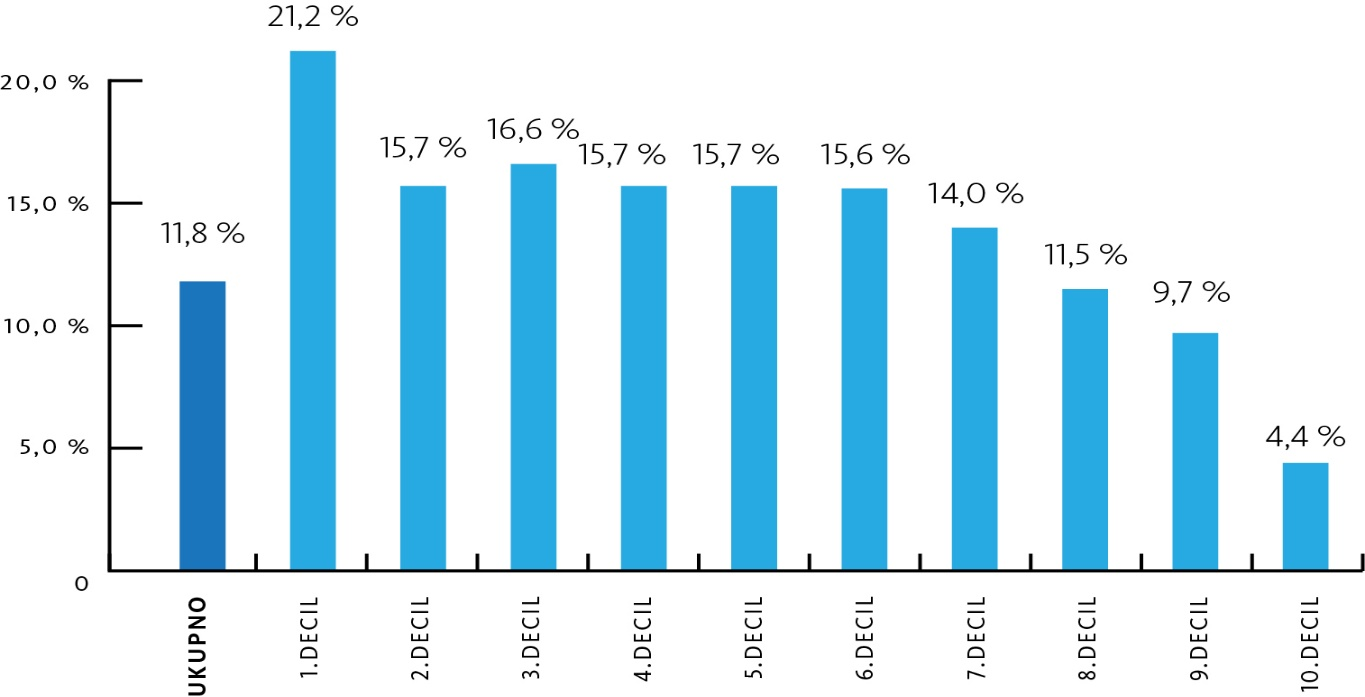 21,2 %
20,0 %
16,6 %
15,7 %
15,7 %
15,7 %
15,6 %
14,0 %
15,0 %
11,8 %
11,5 %
9,7 %
10,0 %
5,0 %
4,4 %
0
UKUPNO
1.DECIL
2.DECIL
3.DECIL
4.DECIL
5.DECIL
6.DECIL
7.DECIL
8.DECIL
9.DECIL
10.DECIL